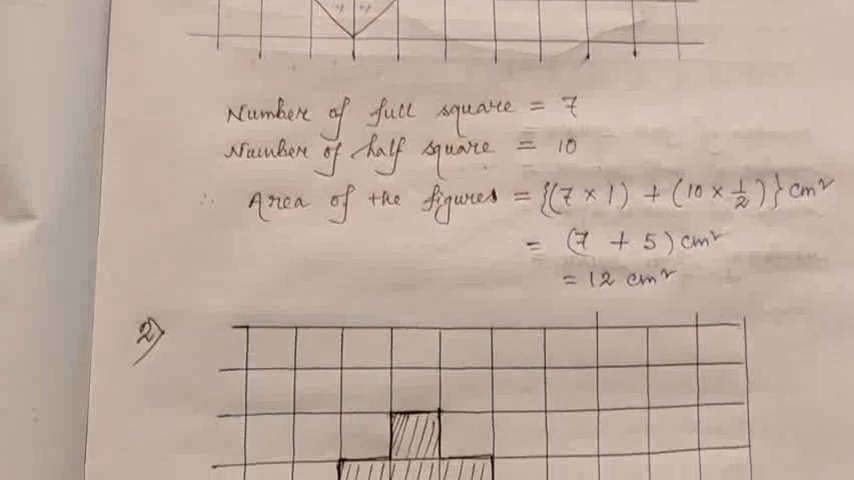 Number of full square = 7
Number of half square = 10
∴ Area of the figures = {(7 × 1) + (10 × 1/2)} cm²
= (7 + 5) cm²
= 12 cm²
2)